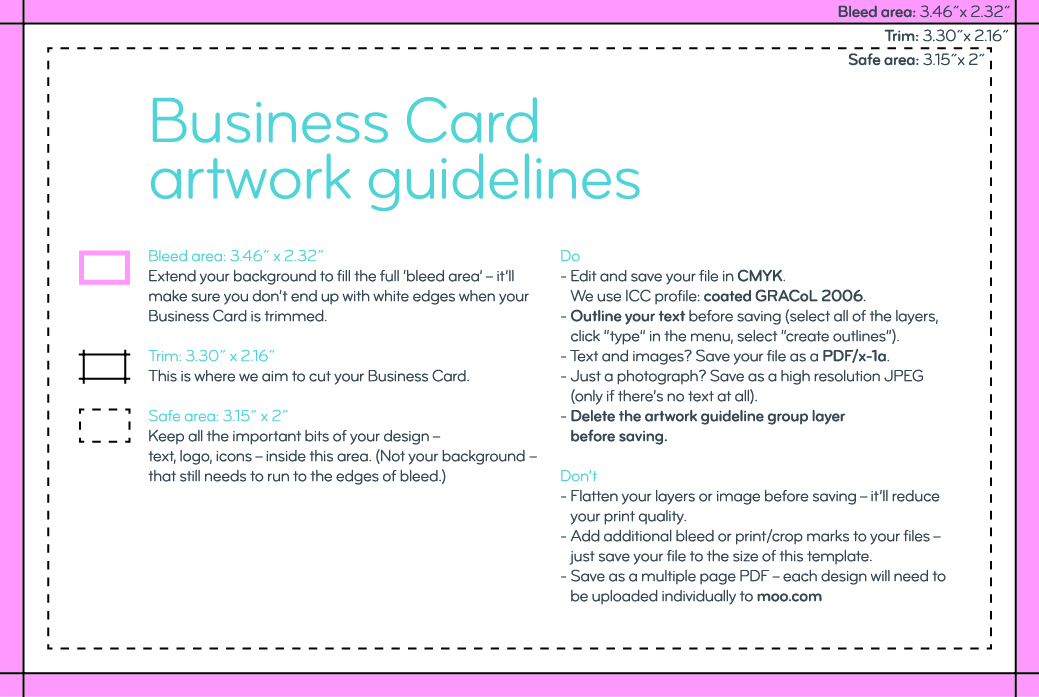 Bleed area: 3.46″x 2.32″
Trim: 3.30″x 2.16″
Safe area: 3.15″x 2″
Business Card
artwork guidelines
Bleed area: 3.46″ x 2.32″
Extend your background to fill the full 'bleed area' – it'll
make sure you don't end up with white edges when your
Business Card is trimmed.
Trim: 3.30″ x 2.16″
This is where we aim to cut your Business Card.
Safe area: 3.15″ x 2″
Keep all the important bits of your design –
text, logo, icons – inside this area. (Not your background –
that still needs to run to the edges of bleed.)
Do
- Edit and save your file in CMYK.
We use ICC profile: coated GRACoL 2006.
- Outline your text before saving (select all of the layers,
click "type" in the menu, select "create outlines").
- Text and images? Save your file as a PDF/x-1a.
- Just a photograph? Save as a high resolution JPEG
(only if there's no text at all).
- Delete the artwork guideline group layer
before saving.
Don't
- Flatten your layers or image before saving – it'll reduce
your print quality.
- Add additional bleed or print/crop marks to your files –
just save your file to the size of this template.
- Save as a multiple page PDF – each design will need to
be uploaded individually to moo.com